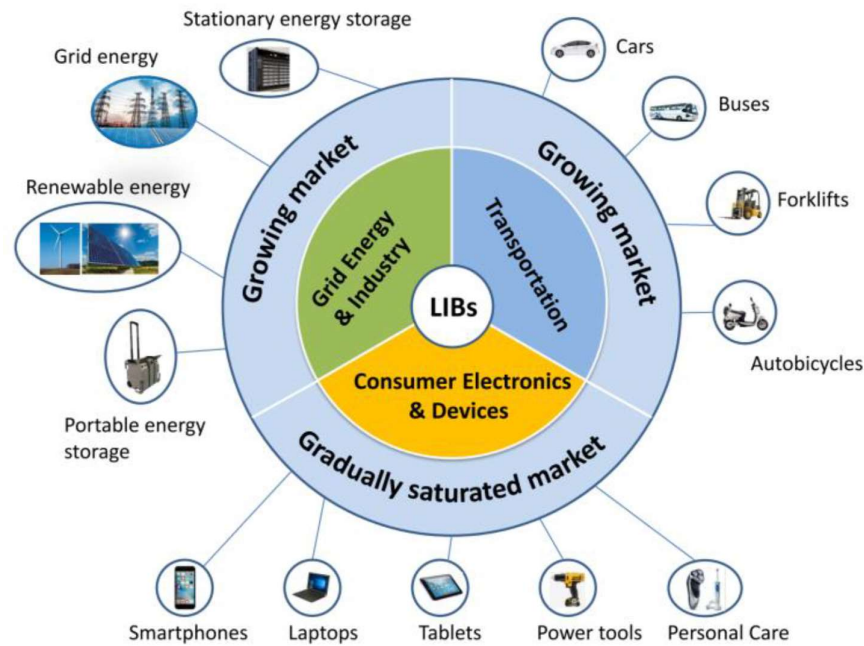 Stationary energy storage
Grid energy
Renewable energy
Portable energy
storage
Cars
Buses
Forklifts
Autobicycles
Growing market
Growing market
Grid Energy
& Industry
Transportation
LIBs
Consumer Electronics
& Devices
Gradually saturated market
Smartphones
Laptops
Tablets
Power tools
Personal Care